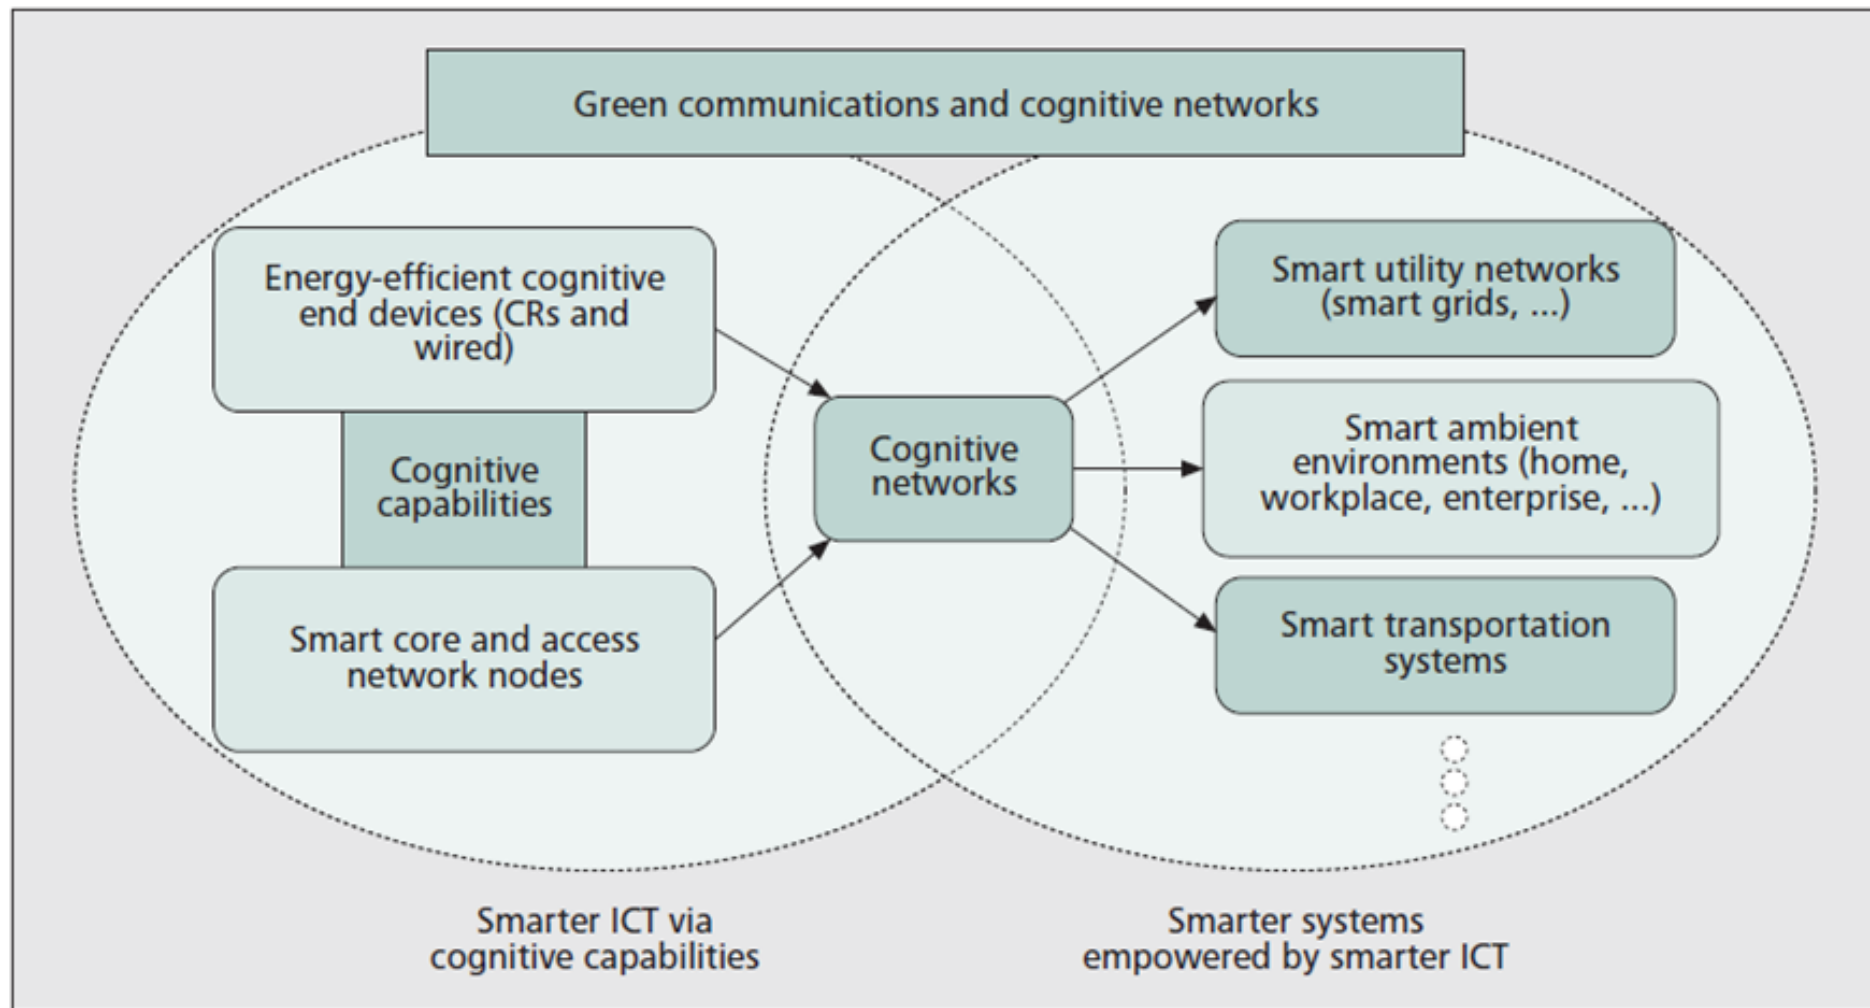 Green communications and cognitive networks
Energy-efficient cognitive
end devices (CRs and
wired)
Cognitive
capabilities
Smart core and access
network nodes
Cognitive
networks
Smart utility networks
(smart grids, ...)
Smart ambient
environments (home,
workplace, enterprise, ...)
Smart transportation
systems
Smarter ICT via
cognitive capabilities
Smarter systems
empowered by smarter ICT